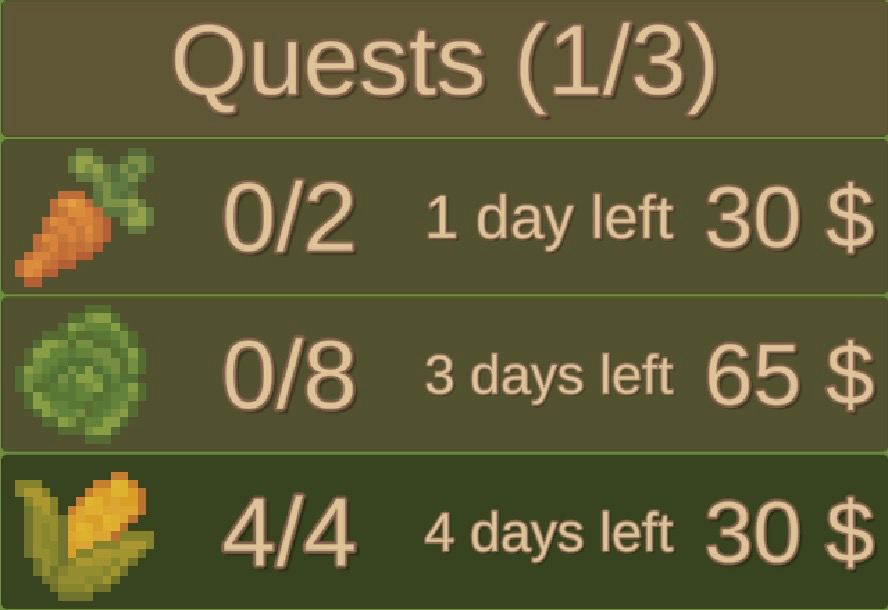 Quests (1/3)
0/2 1 day left 30 $
0/8 3 days left 65 $
4/4 4 days left 30 $